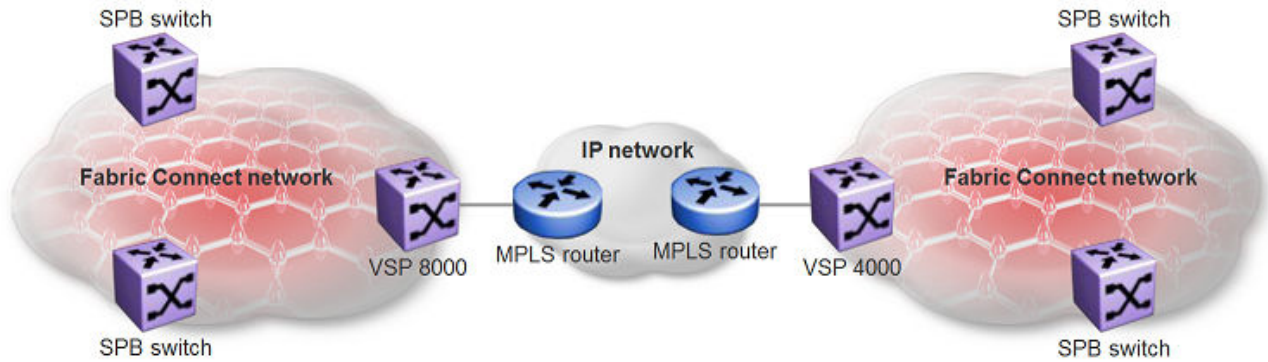 SPB switch
SPB switch
IP network
Fabric Connect network
Fabric Connect network
MPLS router
MPLS router
VSP 8000
VSP 4000
SPB switch
SPB switch